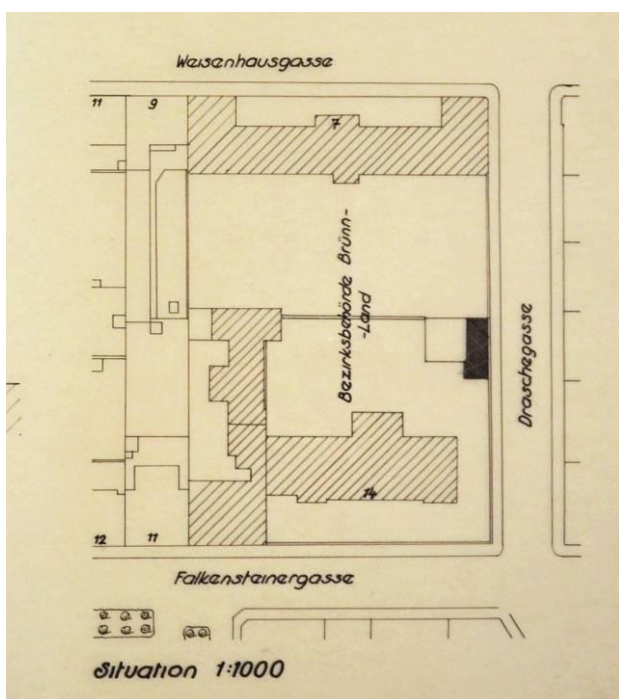 Weisenhausgasse
11
9
7
Bezirksbehörde Brünn-
-Land
Draschegasse
14
12
11
Falkensteinergasse
Situation 1:1000